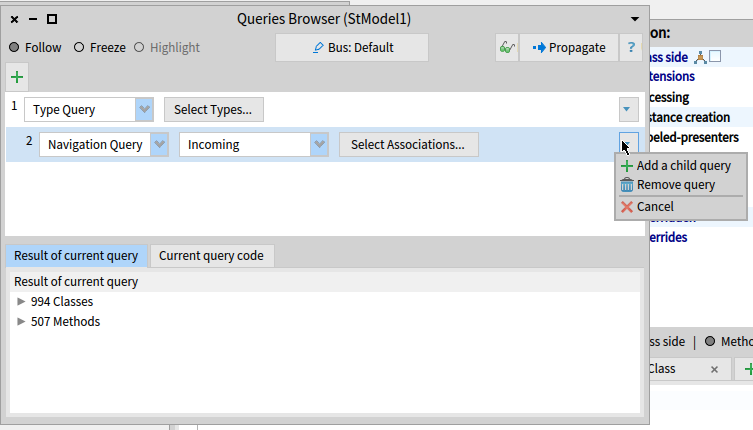 Queries Browser (StModel1)
Follow Freeze Highlight Bus: Default Propagate ?
1 Type Query Select Types...
2 Navigation Query Incoming Select Associations...
Add a child query
Remove query
Cancel
Result of current query Current query code
Result of current query
994 Classes
507 Methods
on:
ass side
tensions
cessing
stance creation
beled-presenters
errides
ss side | Metho
Class